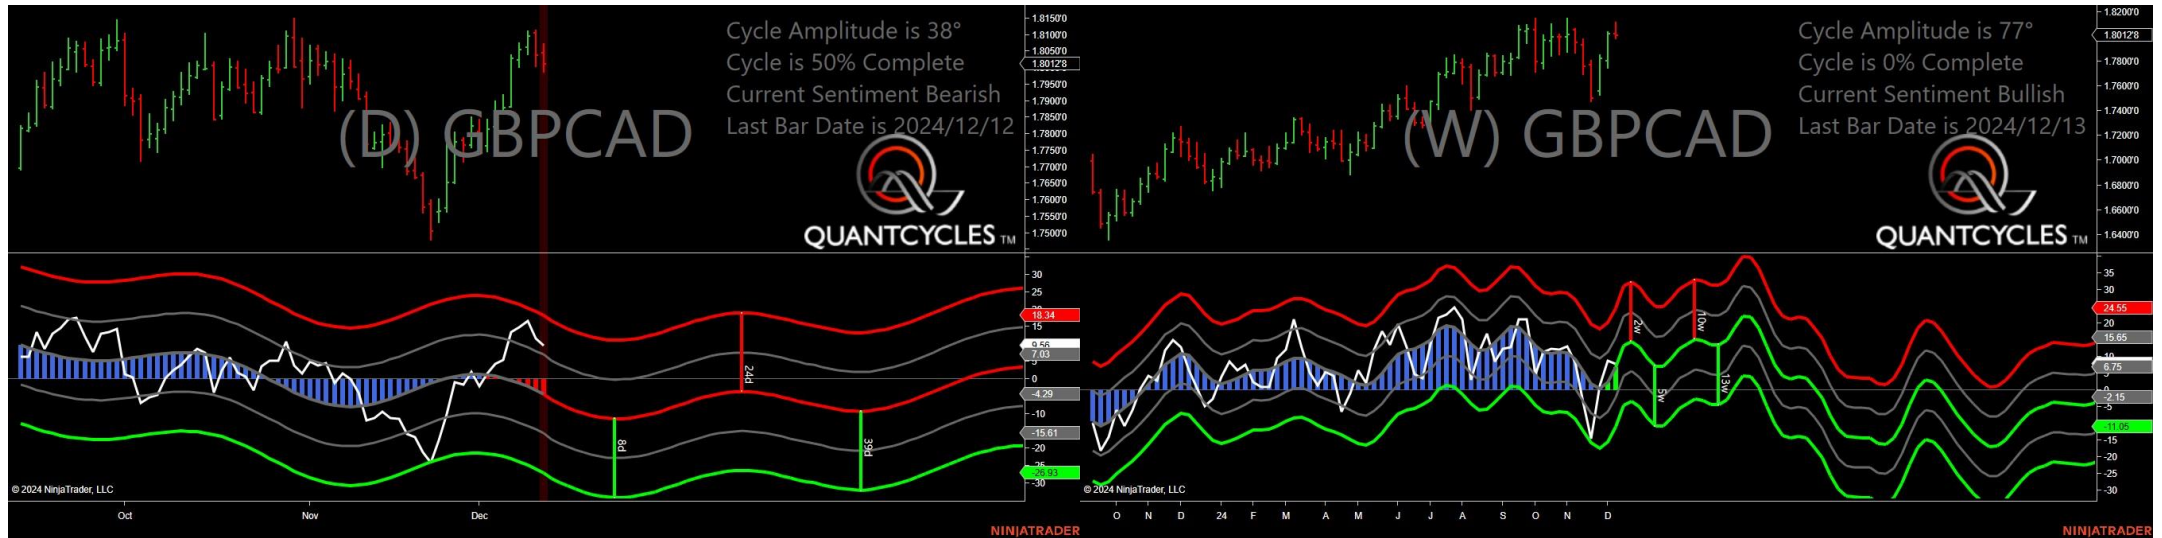 Cycle Amplitude is 38°
Cycle is 50% Complete
Current Sentiment Bearish
Last Bar Date is 2024/12/12
(D) GBPCAD
QUANTCYCLES TM
1.8150'0
1.8100'0
1.8050'0
1.8012'8
1.7950'0
1.7900'0
1.7850'0
1.7800'0
1.7750'0
1.7700'0
1.7650'0
1.7600'0
1.7550'0
1.7500'0
30
25
18.34
15
9.56
7.03
0
-4.29
-10
-15.61
-20
-26.93
-30
8d
24d
39d
© 2024 NinjaTrader, LLC
Oct
Nov
Dec
NINJATRADER
Cycle Amplitude is 77°
Cycle is 0% Complete
Current Sentiment Bullish
Last Bar Date is 2024/12/13
(W) GBPCAD
QUANTCYCLES TM
1.8200'0
1.8012'8
1.7800'0
1.7600'0
1.7400'0
1.7200'0
1.7000'0
1.6800'0
1.6600'0
1.6400'0
35
30
24.55
20
15.65
6.75
-2.15
-5
-11.05
-15
-20
-25
-30
2w
5w
10w
13w
© 2024 NinjaTrader, LLC
O N D 24 F M A M J J A S O N D
NINJATRADER